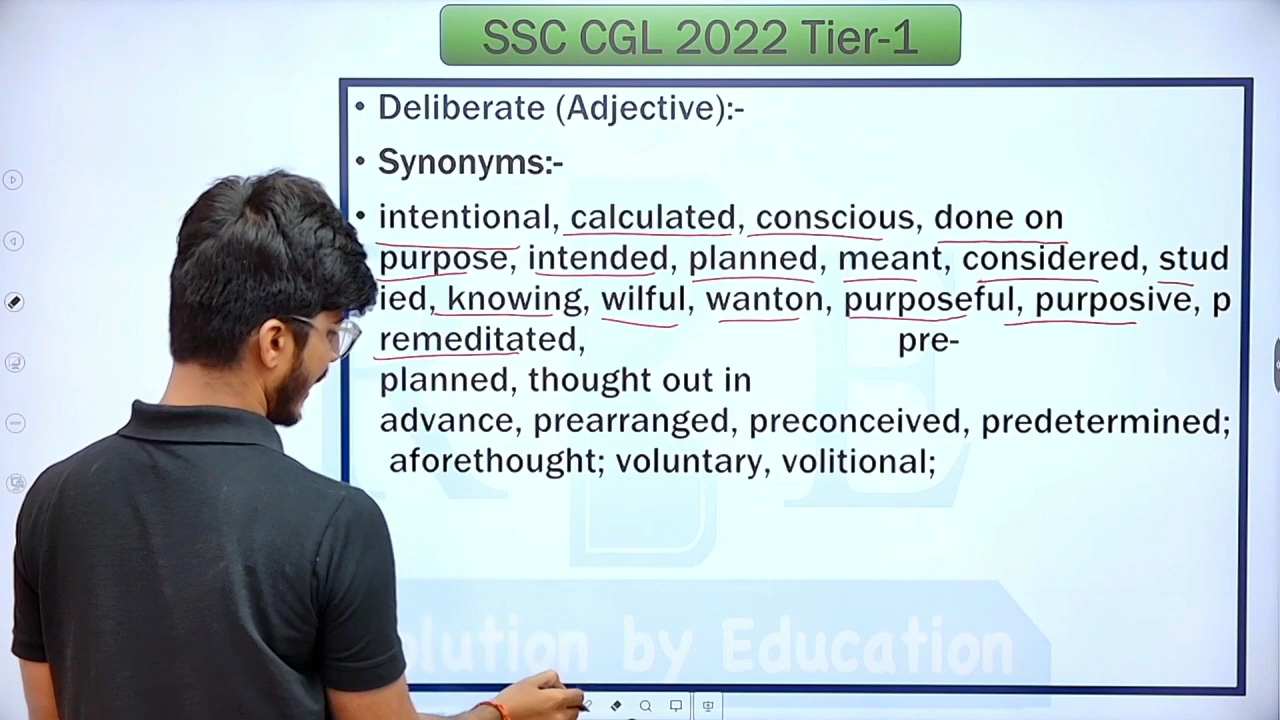 SSC CGL 2022 Tier-1
• Deliberate (Adjective):-
• Synonyms:-
• intentional, calculated, conscious, done on
purpose, intended, planned, meant, considered, stud
ied, knowing, wilful, wanton, purposeful, purposive, p
remeditated, pre-
planned, thought out in
advance, prearranged, preconceived, predetermined;
aforethought; voluntary, volitional;
by Education